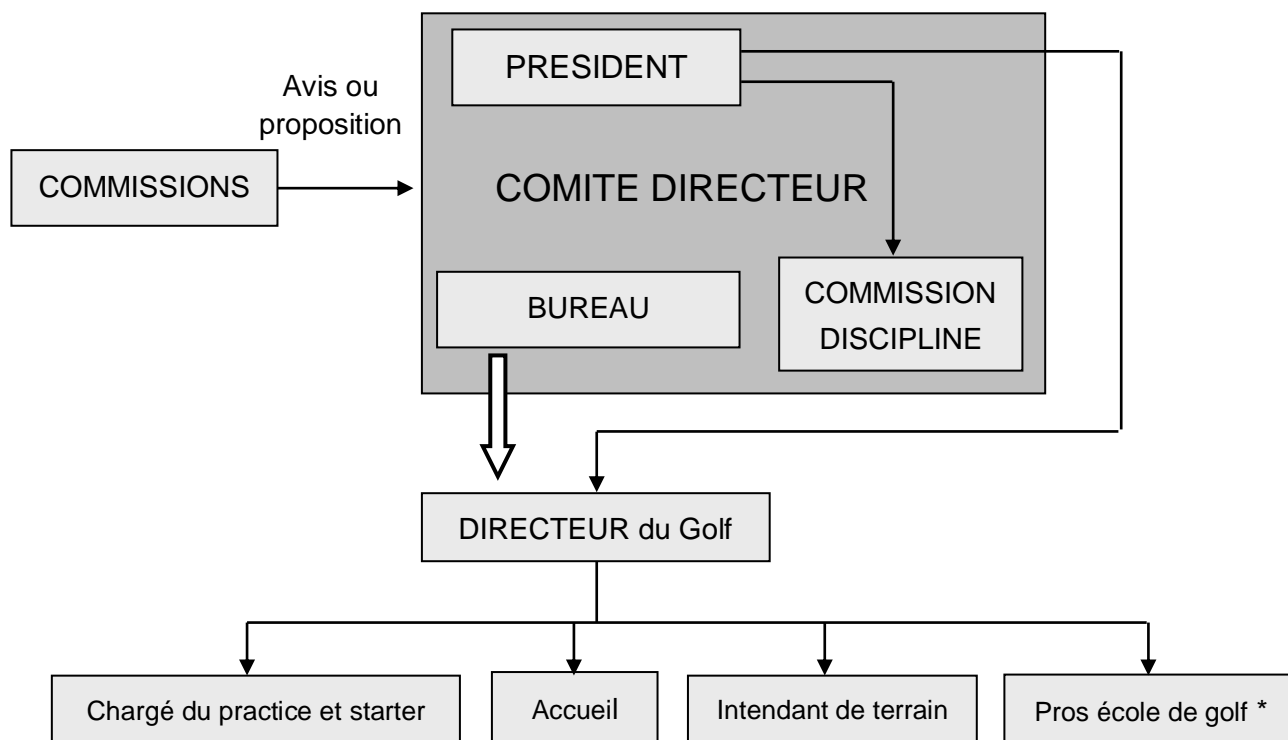 PRESIDENT
Avis ou
proposition
COMMISSIONS
COMITE DIRECTEUR
BUREAU
COMMISSION
DISCIPLINE
DIRECTEUR du Golf
Chargé du practice et starter
Accueil
Intendant de terrain
Pros école de golf *